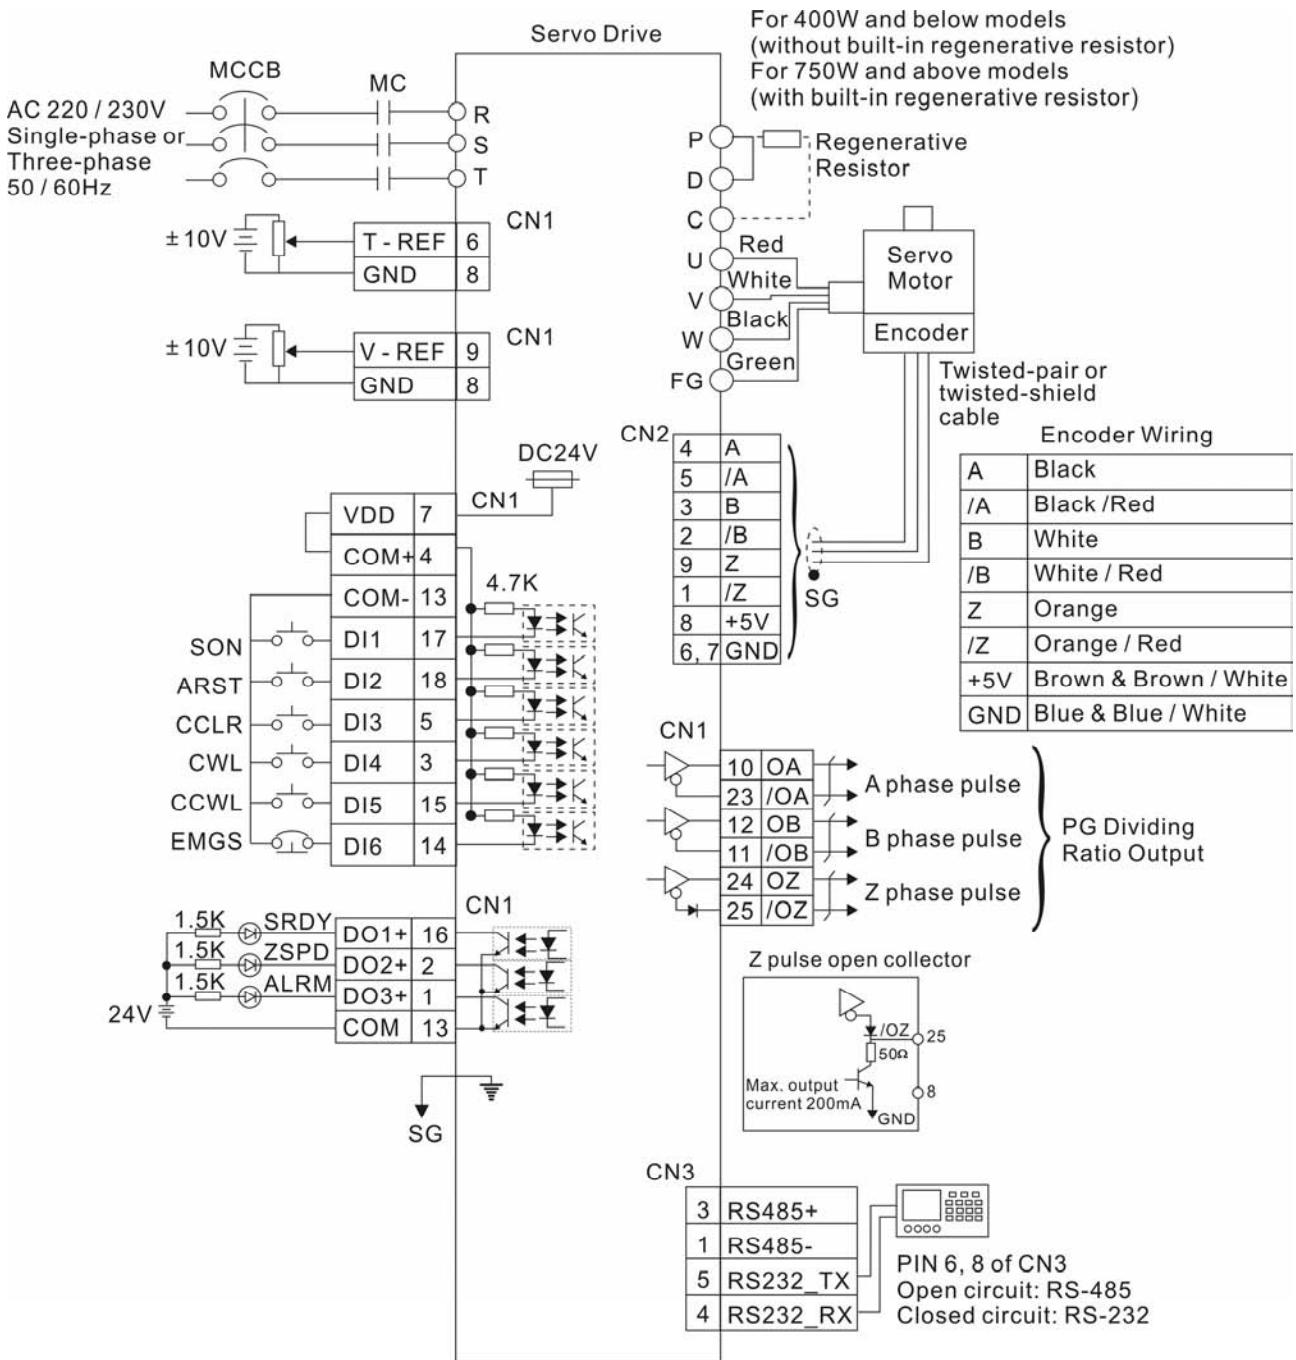 Servo Drive
For 400W and below models
(without built-in regenerative resistor)
For 750W and above models
(with built-in regenerative resistor)
MCCB
MC
AC 220 / 230V
Single-phase or
Three-phase
50 / 60Hz
R
S
T
P
D
C
Regenerative
Resistor
±10V
T - REF 6
GND 8
CN1
±10V
V - REF 9
GND 8
CN1
U
V
W
FG
Red
White
Black
Green
Servo
Motor
Encoder
Twisted-pair or
twisted-shield
cable
CN2
4 A
5 /A
3 B
2 /B
9 Z
1 /Z
8 +5V
6, 7 GND
SG
Encoder Wiring
A Black
/A Black /Red
B White
/B White / Red
Z Orange
/Z Orange / Red
+5V Brown & Brown / White
GND Blue & Blue / White
DC24V
CN1
VDD 7
COM+ 4
COM- 13
4.7K
SON DI1 17
ARST DI2 18
CCLR DI3 5
CWL DI4 3
CCWL DI5 15
EMGS DI6 14
CN1
10 OA
23 /OA
A phase pulse
12 OB
11 /OB
B phase pulse
24 OZ
25 /OZ
Z phase pulse
PG Dividing
Ratio Output
CN1
1.5K SRDY DO1+ 16
1.5K ZSPD DO2+ 2
1.5K ALRM DO3+ 1
24V COM 13
SG
Z pulse open collector
/OZ 25
50Ω
Max. output
current 200mA
8
GND
CN3
3 RS485+
1 RS485-
5 RS232_TX
4 RS232_RX
PIN 6, 8 of CN3
Open circuit: RS-485
Closed circuit: RS-232